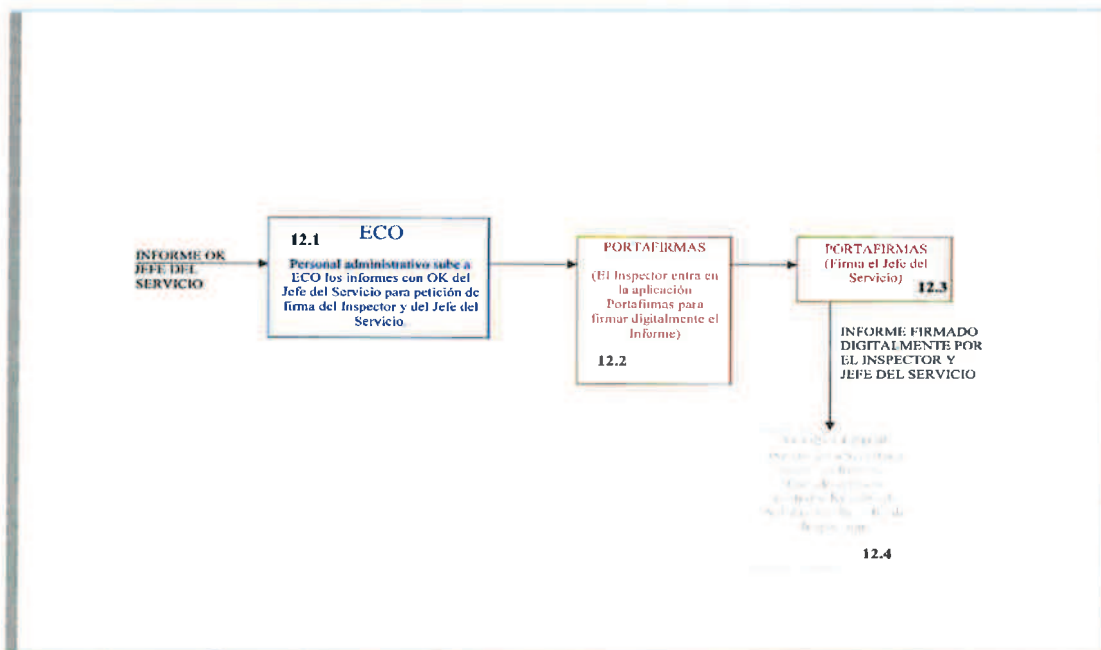 INFORME OK
JEFE DEL
SERVICIO
12.1 ECO
Personal administrativo sube a
ECO los informes con OK del
Jefe del Servicio para petición de
firma del Inspector y del Jefe del
Servicio.
PORTAFIRMAS
(El Inspector entra en
la aplicación
Portafirmas para
firmar digitalmente el
Informe)
12.2
PORTAFIRMAS
(Firma el Jefe del
Servicio)
12.3
INFORME FIRMADO
DIGITALMENTE POR
EL INSPECTOR Y
JEFE DEL SERVICIO
12.4